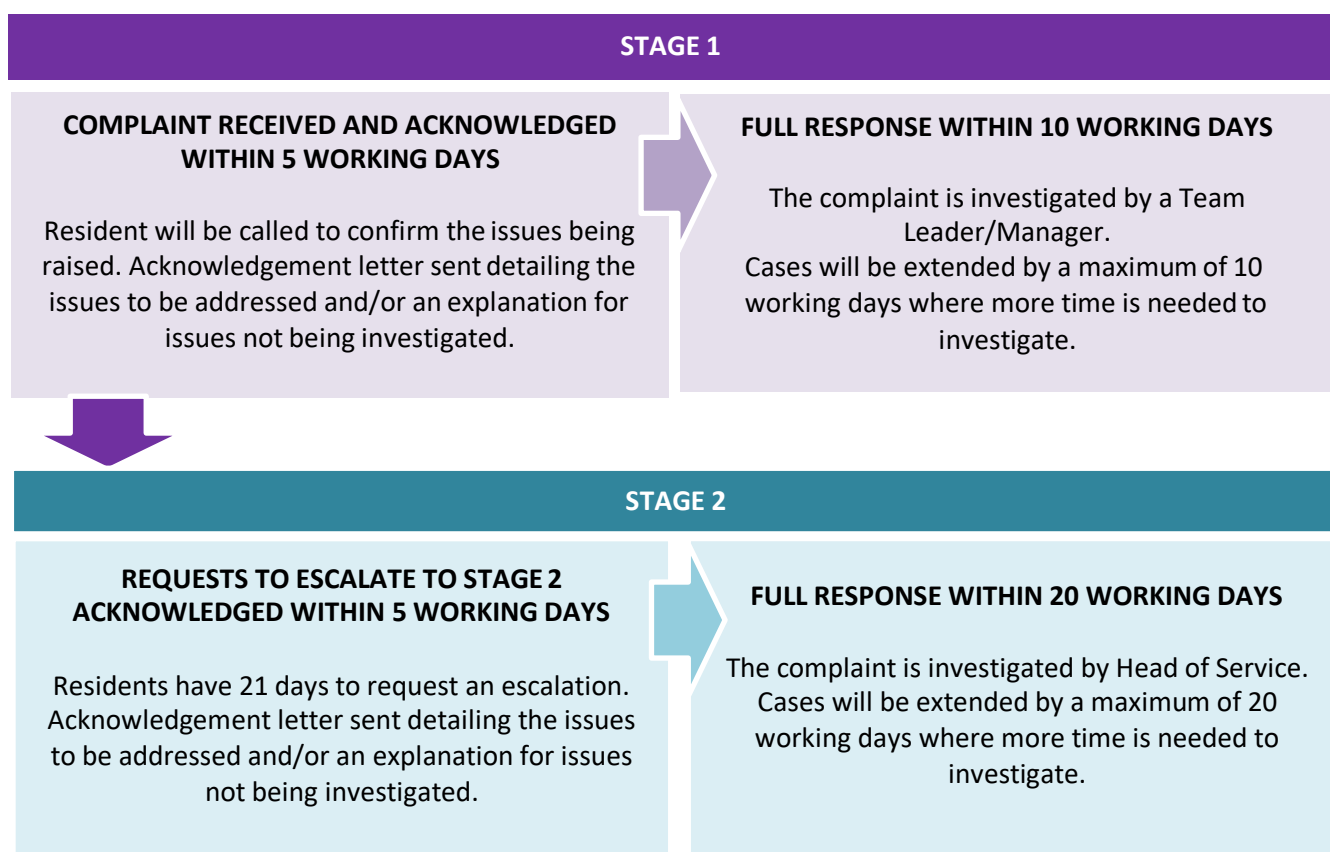 STAGE 1
COMPLAINT RECEIVED AND ACKNOWLEDGED
WITHIN 5 WORKING DAYS
Resident will be called to confirm the issues being
raised. Acknowledgement letter sent detailing the
issues to be addressed and/or an explanation for
issues not being investigated.
FULL RESPONSE WITHIN 10 WORKING DAYS
The complaint is investigated by a Team
Leader/Manager.
Cases will be extended by a maximum of 10
working days where more time is needed to
investigate.
STAGE 2
REQUESTS TO ESCALATE TO STAGE 2
ACKNOWLEDGED WITHIN 5 WORKING DAYS
Residents have 21 days to request an escalation.
Acknowledgement letter sent detailing the issues
to be addressed and/or an explanation for issues
not being investigated.
FULL RESPONSE WITHIN 20 WORKING DAYS
The complaint is investigated by Head of Service.
Cases will be extended by a maximum of 20
working days where more time is needed to
investigate.